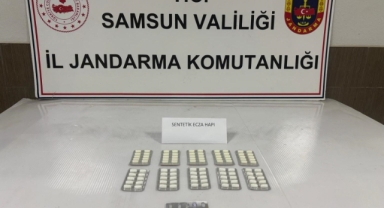 SAMSUN VALİLİĞİ
İL JANDARMA KOMUTANLIĞI
SENTETİK ECZA HAPI